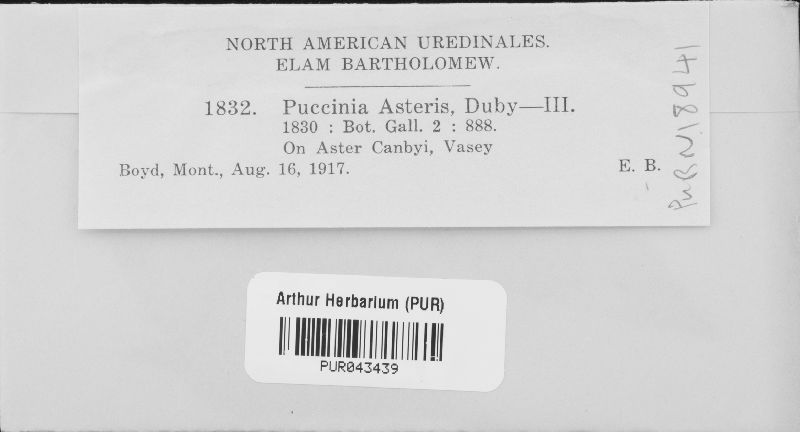 NORTH AMERICAN UREDINALES.
ELAM BARTHOLOMEW.
1832. Puccinia Asteris, Duby—III.
1830 : Bot. Gall. 2 : 888.
On Aster Canbyi, Vasey
Boyd, Mont., Aug. 16, 1917. E. B.
PUR N18941
Arthur Herbarium (PUR)
PUR043439